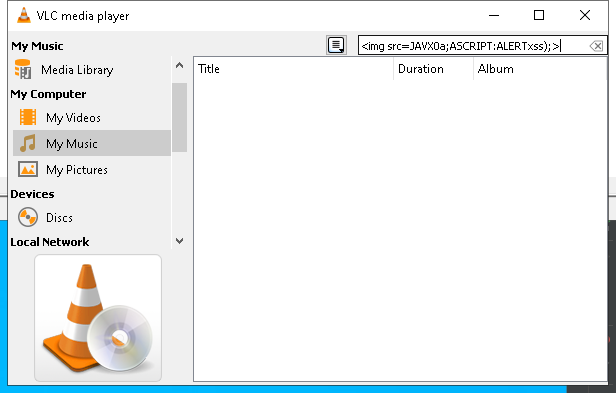 VLC media player
My Music
<img src=JAVX0a;ASCRIPT:ALERTxss);>
Media Library
Title Duration Album
My Computer
My Videos
My Music
My Pictures
Devices
Discs
Local Network